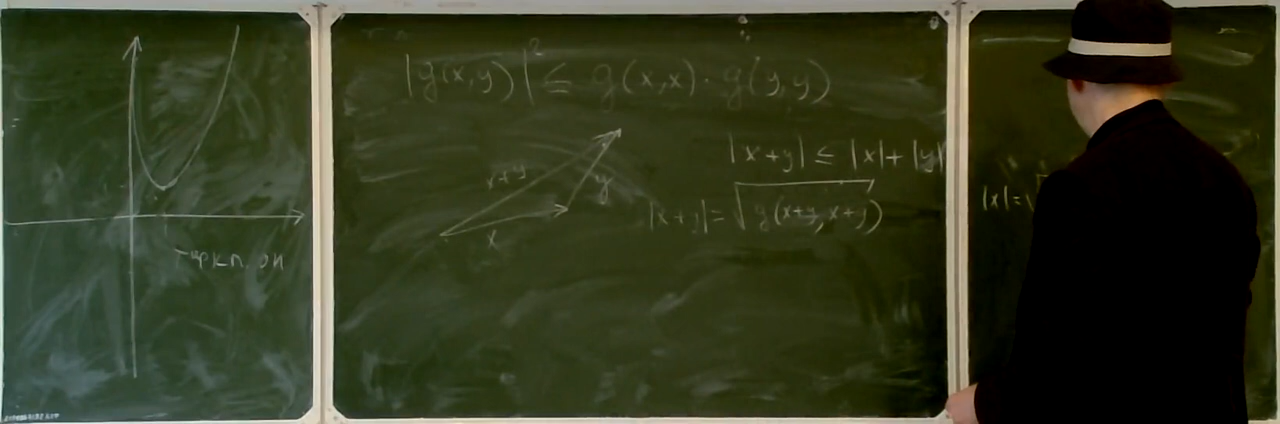 |g(x,y)|² ≤ g(x,x)·g(y,y)
x+y
y
x
|x+y| ≤ |x|+|y|
|x+y|=√g(x+y,x+y)
|x|=√